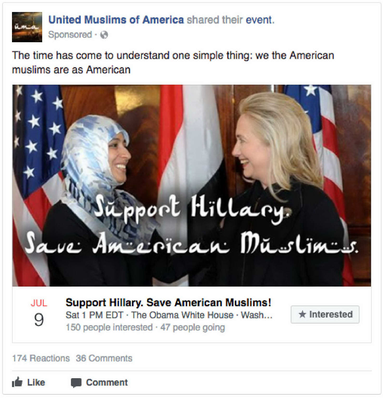 United Muslims of America shared their event.
Sponsored ·
The time has come to understand one simple thing: we the American
muslims are as American
Support Hillary.
Save American Muslims.
JUL
9
Support Hillary. Save American Muslims!
Sat 1 PM EDT · The Obama White House · Wash...
150 people interested · 47 people going
★ Interested
174 Reactions 36 Comments
Like Comment